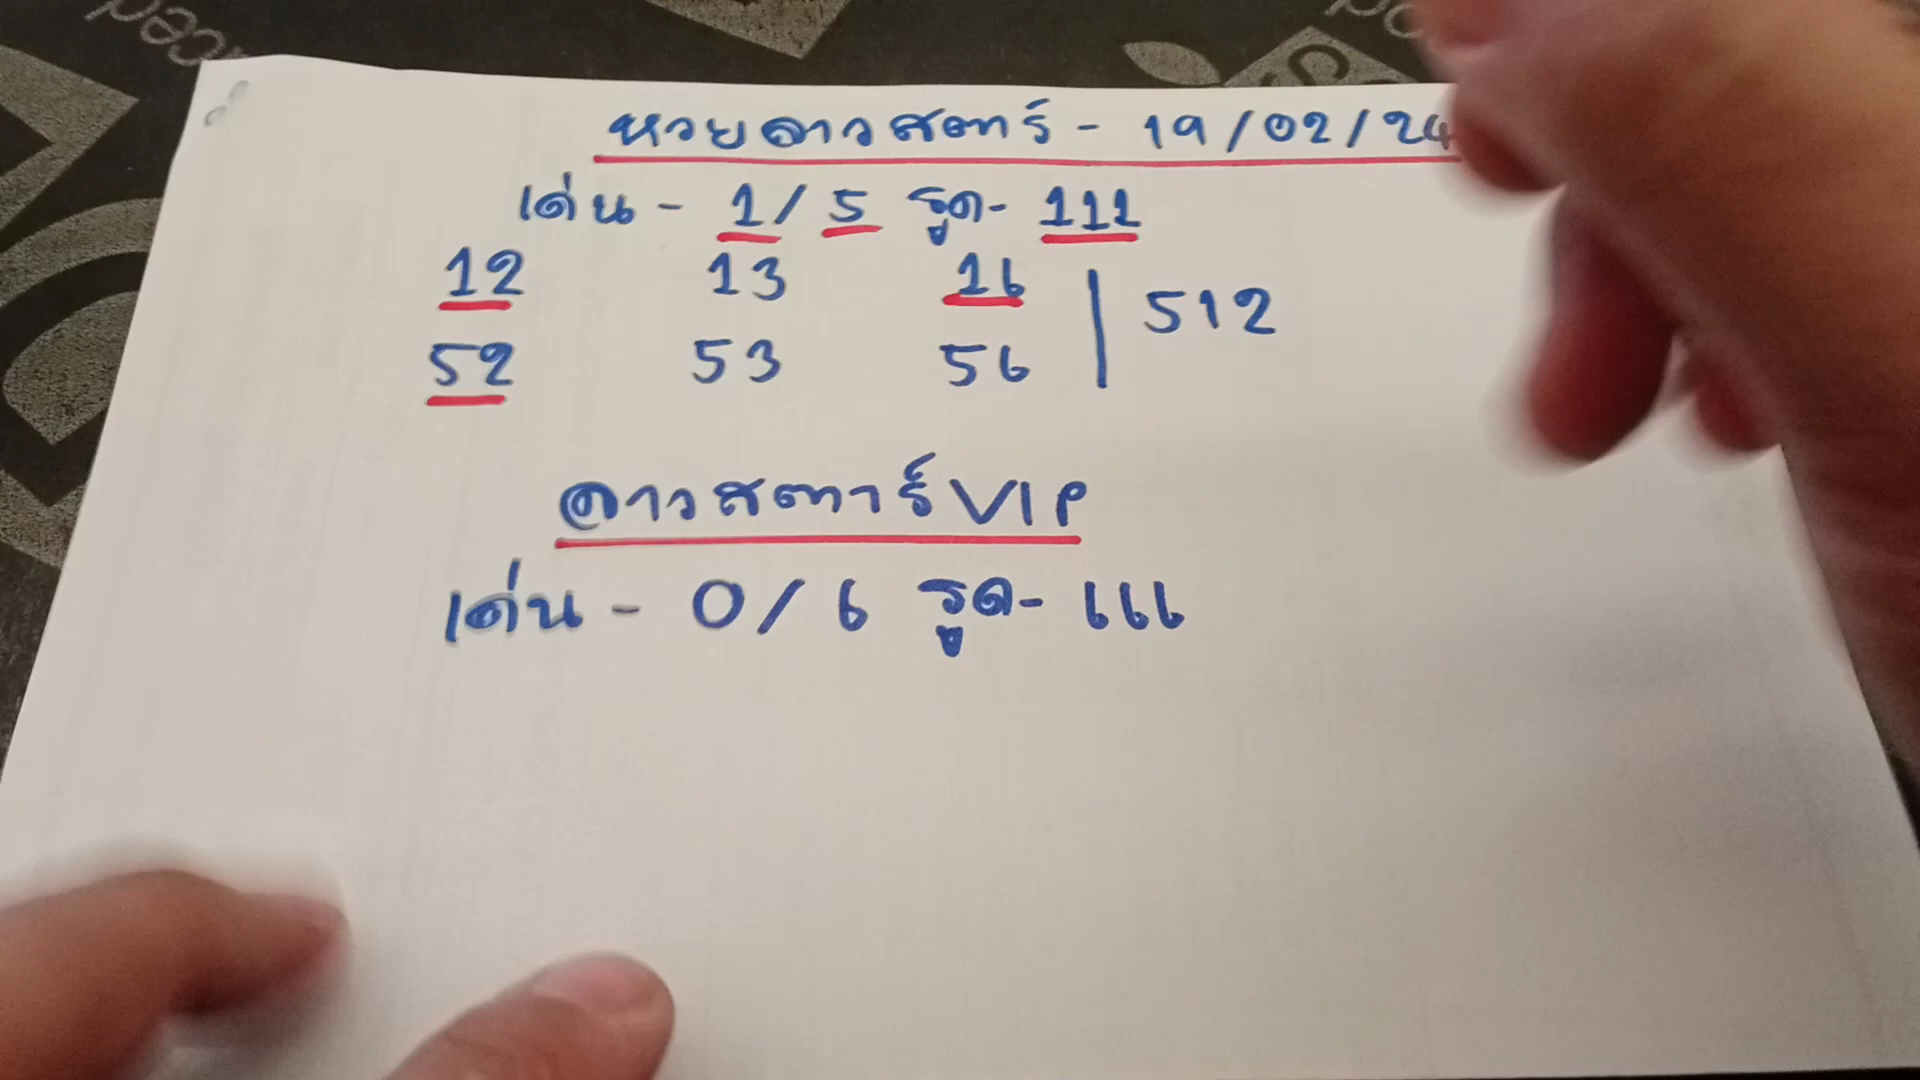 หวยลาวสตาร์ - 19/02/24
เด่น - 1/5 รูด- 111
12 13 16 | 512
52 53 56
ลาวสตาร์ VIP
เด่น - 0/6 รูด- 666